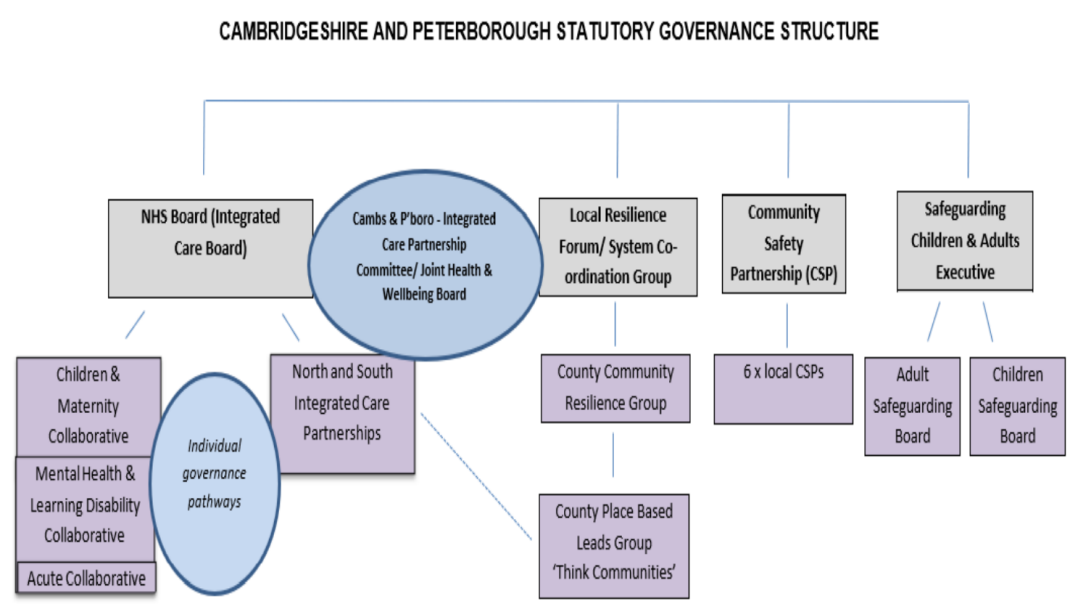 CAMBRIDGESHIRE AND PETERBOROUGH STATUTORY GOVERNANCE STRUCTURE
NHS Board (Integrated
Care Board)
Cambs & P'boro - Integrated
Care Partnership
Committee/ Joint Health &
Wellbeing Board
Local Resilience
Forum/ System Co-
ordination Group
Community
Safety
Partnership (CSP)
Safeguarding
Children & Adults
Executive
Children &
Maternity
Collaborative
Mental Health &
Learning Disability
Collaborative
Acute Collaborative
Individual
governance
pathways
North and South
Integrated Care
Partnerships
County Community
Resilience Group
County Place Based
Leads Group
‘Think Communities’
6 x local CSPs
Adult
Safeguarding
Board
Children
Safeguarding
Board